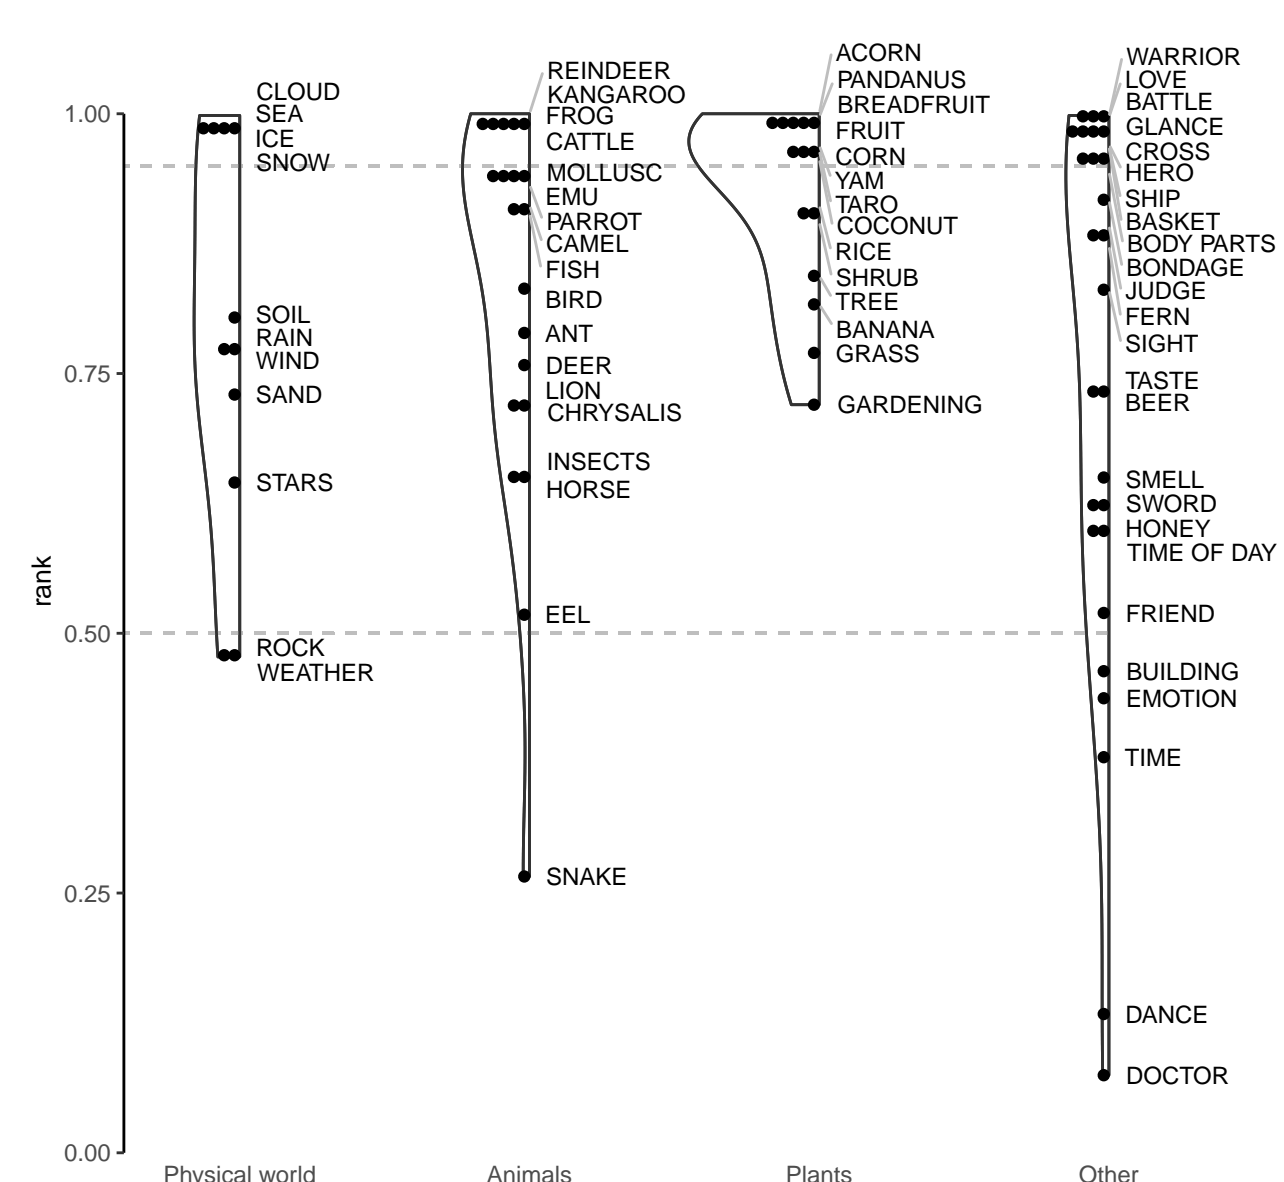 rank
1.00
0.75
0.50
0.25
0.00
CLOUD
SEA
ICE
SNOW
SOIL
RAIN
WIND
SAND
STARS
ROCK
WEATHER
REINDEER
KANGAROO
FROG
CATTLE
MOLLUSC
EMU
PARROT
CAMEL
FISH
BIRD
ANT
DEER
LION
CHRYSALIS
INSECTS
HORSE
EEL
SNAKE
ACORN
PANDANUS
BREADFRUIT
FRUIT
CORN
YAM
TARO
COCONUT
RICE
SHRUB
TREE
BANANA
GRASS
GARDENING
WARRIOR
LOVE
BATTLE
GLANCE
CROSS
HERO
SHIP
BASKET
BODY PARTS
BONDAGE
JUDGE
FERN
SIGHT
TASTE
BEER
SMELL
SWORD
HONEY
TIME OF DAY
FRIEND
BUILDING
EMOTION
TIME
DANCE
DOCTOR
Physical world
Animals
Plants
Other